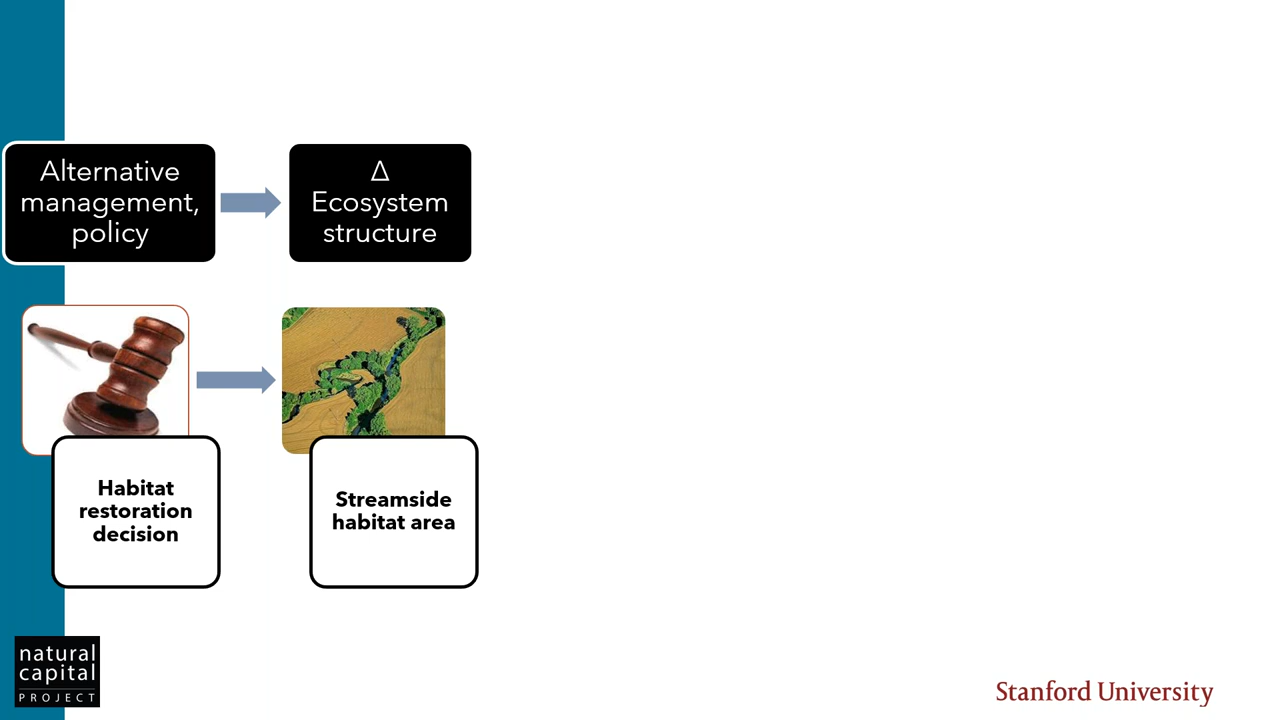 Alternative
management,
policy
Δ
Ecosystem
structure
Habitat
restoration
decision
Streamside
habitat area
natural
capital
PROJECT
Stanford University